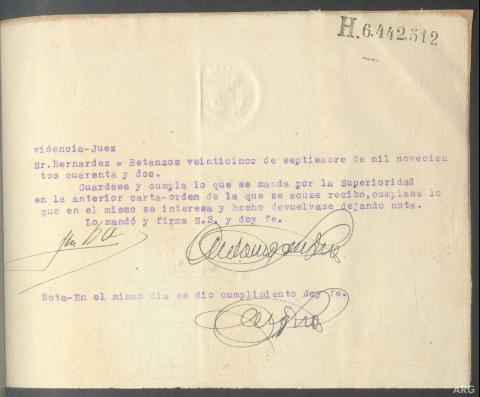 H.6.442.512
videncia-Juez
Sr.Bernardez = Betanzos veinticinco de septiembre de mil novecien
tos cuarenta y dos.
Guardese y cumpla lo que se manda por la Superioridad
en la anterior carta-orden de la que se acuse recibo,cumplase lo
que en el mismo se interesa y hecho devuelvase dejando nota.
Lo mandó y firma S.S. y doy fe.
Nota-En el mismo dia se dio cumplimiento doy fe.
ARG